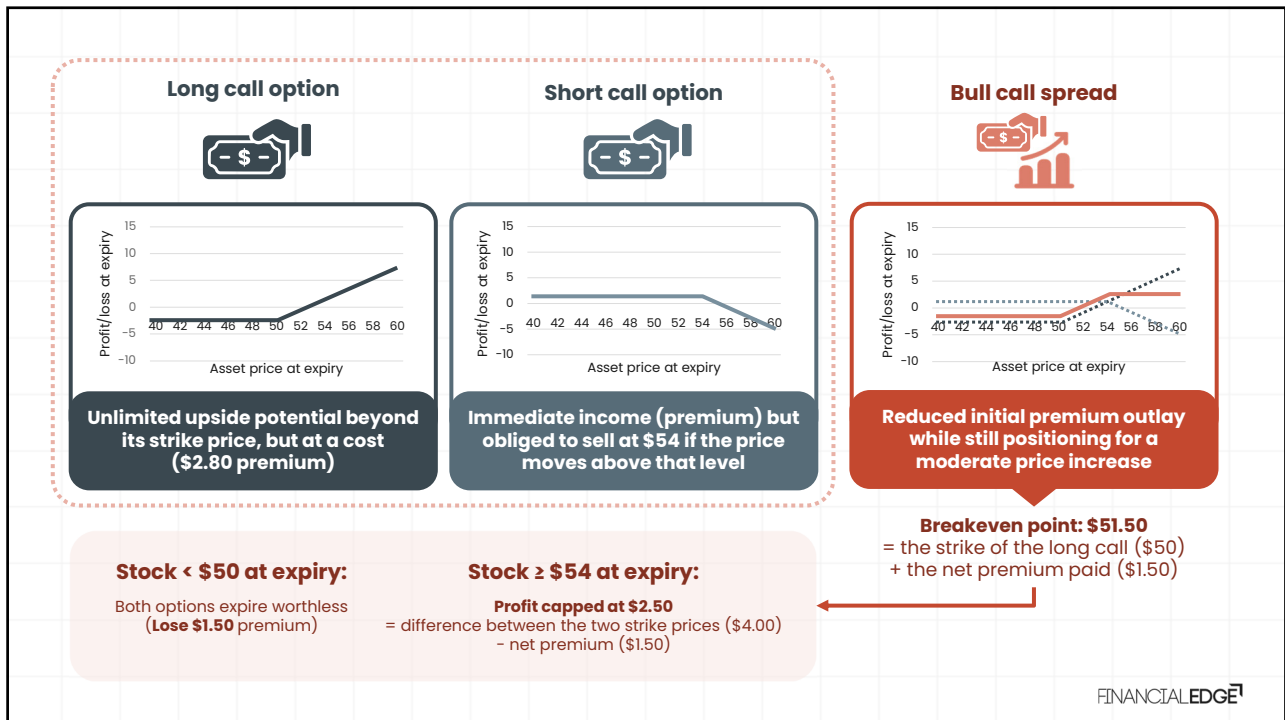 Long call option
Short call option
Bull call spread
- $ -
- $ -
- $ -
Profit/loss at expiry
15
10
5
0
-5
-10
40 42 44 46 48 50 52 54 56 58 60
Asset price at expiry
Profit/loss at expiry
15
10
5
0
-5
-10
40 42 44 46 48 50 52 54 56 58 60
Asset price at expiry
Profit/loss at expiry
15
10
5
0
-5
-10
40 42 44 46 48 50 52 54 56 58 60
Asset price at expiry
Unlimited upside potential beyond
its strike price, but at a cost
($2.80 premium)
Immediate income (premium) but
obliged to sell at $54 if the price
moves above that level
Reduced initial premium outlay
while still positioning for a
moderate price increase
Breakeven point: $51.50
= the strike of the long call ($50)
+ the net premium paid ($1.50)
Stock < $50 at expiry:
Both options expire worthless
(Lose $1.50 premium)
Stock ≥ $54 at expiry:
Profit capped at $2.50
= difference between the two strike prices ($4.00)
- net premium ($1.50)
FINANCIALEDGE